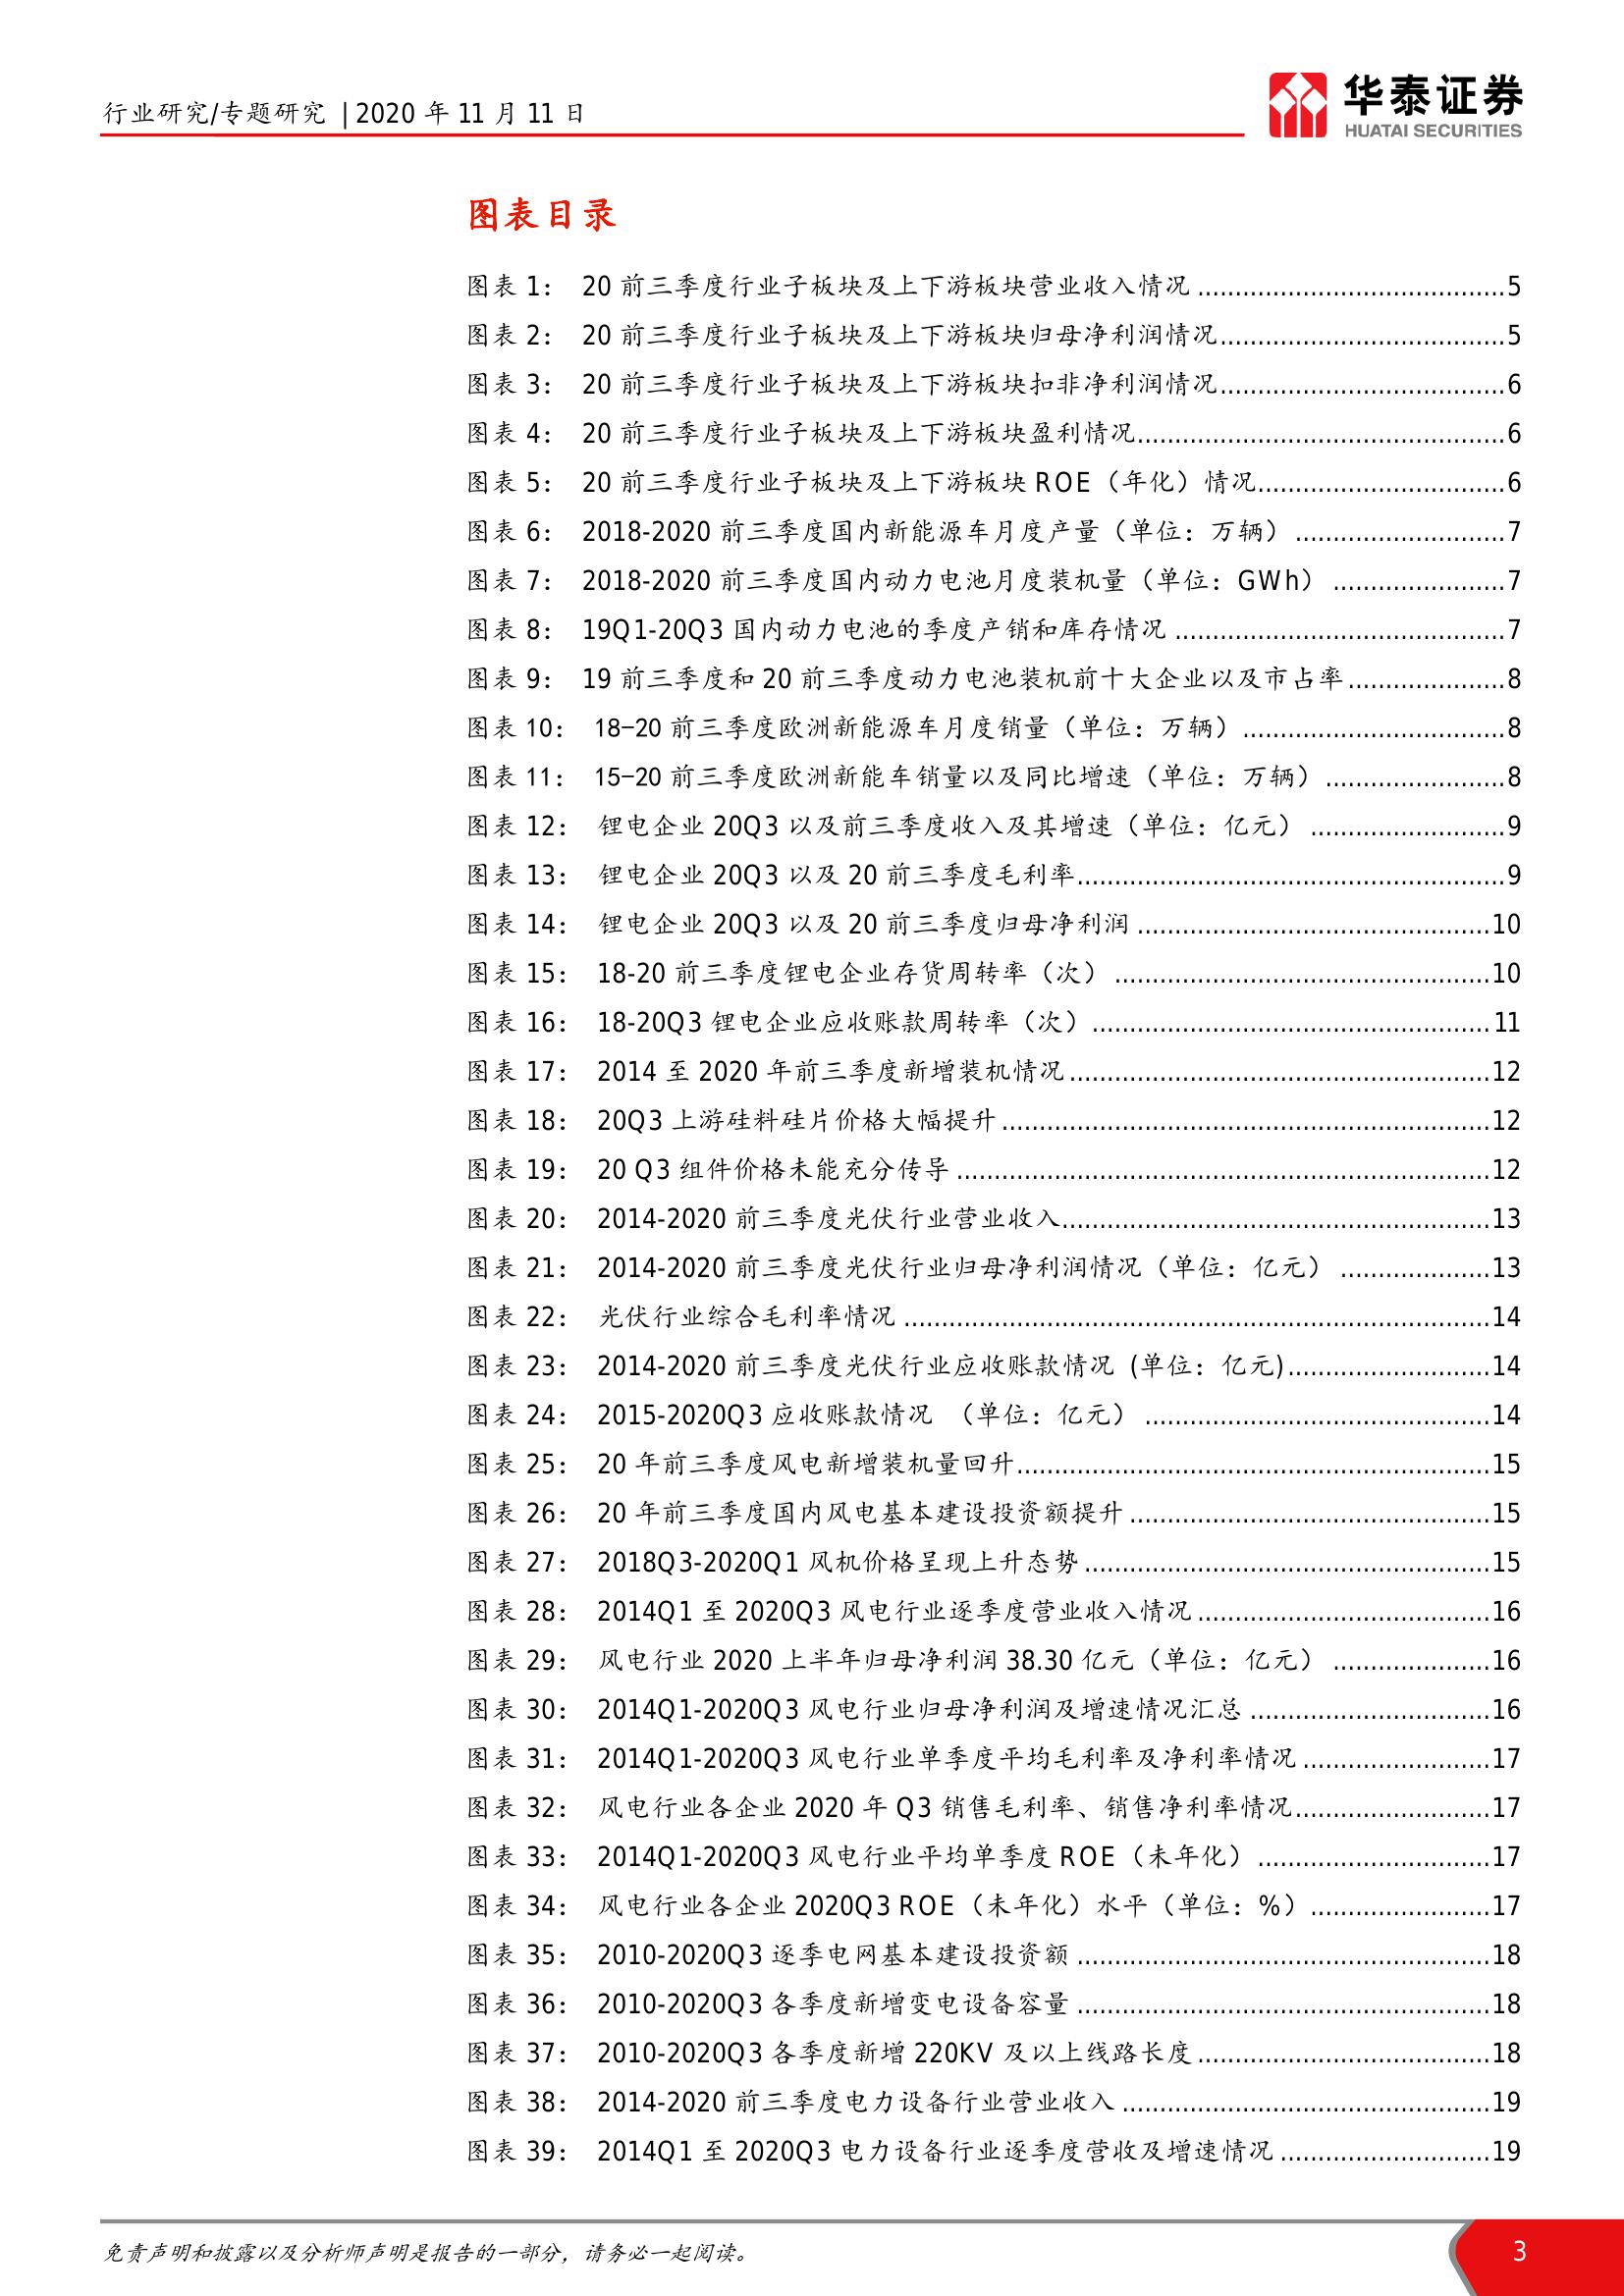 行业研究/专题研究 | 2020 年 11 月 11 日
华泰证券
HUATAI SECURITIES
图表目录
图表 1： 20 前三季度行业子板块及上下游板块营业收入情况.........................................5
图表 2： 20 前三季度行业子板块及上下游板块归母净利润情况......................................5
图表 3： 20 前三季度行业子板块及上下游板块扣非净利润情况......................................6
图表 4： 20 前三季度行业子板块及上下游板块盈利情况.................................................6
图表 5： 20 前三季度行业子板块及上下游板块 ROE（年化）情况.................................6
图表 6： 2018-2020 前三季度国内新能源车月度产量（单位：万辆）............................7
图表 7： 2018-2020 前三季度国内动力电池月度装机量（单位：GWh）.......................7
图表 8： 19Q1-20Q3 国内动力电池的季度产销和库存情况............................................7
图表 9： 19 前三季度和 20 前三季度动力电池装机前十大企业以及市占率.....................8
图表 10： 18-20 前三季度欧洲新能源车月度销量（单位：万辆）...................................8
图表 11： 15-20 前三季度欧洲新能车销量以及同比增速（单位：万辆）........................8
图表 12： 锂电企业 20Q3 以及前三季度收入及其增速（单位：亿元）..........................9
图表 13： 锂电企业 20Q3 以及 20 前三季度毛利率.........................................................9
图表 14： 锂电企业 20Q3 以及 20 前三季度归母净利润...............................................10
图表 15： 18-20 前三季度锂电企业存货周转率（次）..................................................10
图表 16： 18-20Q3 锂电企业应收账款周转率（次）.....................................................11
图表 17： 2014 至 2020 年前三季度新增装机情况........................................................12
图表 18： 20Q3 上游硅料硅片价格大幅提升.................................................................12
图表 19： 20 Q3 组件价格未能充分传导.......................................................................12
图表 20： 2014-2020 前三季度光伏行业营业收入.........................................................13
图表 21： 2014-2020 前三季度光伏行业归母净利润情况（单位：亿元）....................13
图表 22： 光伏行业综合毛利率情况..............................................................................14
图表 23： 2014-2020 前三季度光伏行业应收账款情况 (单位：亿元)...........................14
图表 24： 2015-2020Q3 应收账款情况 （单位：亿元）..............................................14
图表 25： 20 年前三季度风电新增装机量回升...............................................................15
图表 26： 20 年前三季度国内风电基本建设投资额提升................................................15
图表 27： 2018Q3-2020Q1 风机价格呈现上升态势......................................................15
图表 28： 2014Q1 至 2020Q3 风电行业逐季度营业收入情况.......................................16
图表 29： 风电行业 2020 上半年归母净利润 38.30 亿元（单位：亿元）.....................16
图表 30： 2014Q1-2020Q3 风电行业归母净利润及增速情况汇总................................16
图表 31： 2014Q1-2020Q3 风电行业单季度平均毛利率及净利率情况.........................17
图表 32： 风电行业各企业 2020 年 Q3 销售毛利率、销售净利率情况..........................17
图表 33： 2014Q1-2020Q3 风电行业平均单季度 ROE（未年化）...............................17
图表 34： 风电行业各企业 2020Q3 ROE（未年化）水平（单位：%）........................17
图表 35： 2010-2020Q3 逐季电网基本建设投资额.......................................................18
图表 36： 2010-2020Q3 各季度新增变电设备容量.......................................................18
图表 37： 2010-2020Q3 各季度新增 220KV 及以上线路长度.......................................18
图表 38： 2014-2020 前三季度电力设备行业营业收入.................................................19
图表 39： 2014Q1 至 2020Q3 电力设备行业逐季度营收及增速情况............................19
免责声明和披露以及分析师声明是报告的一部分，请务必一起阅读。
3